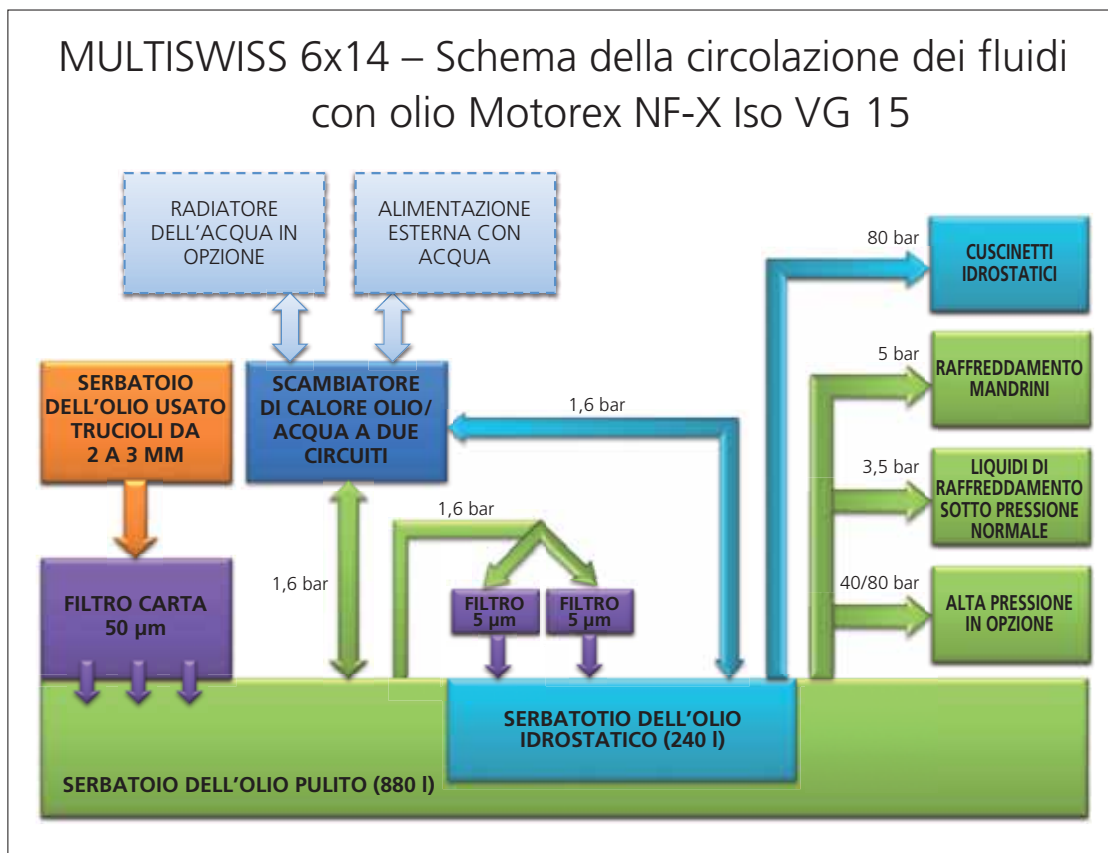 MULTISWISS 6x14 – Schema della circolazione dei fluidi
con olio Motorex NF-X Iso VG 15
RADIATORE
DELL'ACQUA IN
OPZIONE
ALIMENTAZIONE
ESTERNA CON
ACQUA
80 bar
CUSCINETTI
IDROSTATICI
SERBATOIO
DELL'OLIO USATO
TRUCIOLI DA
2 A 3 MM
SCAMBIATORE
DI CALORE OLIO/
ACQUA A DUE
CIRCUITI
1,6 bar
5 bar
RAFFREDDAMENTO
MANDRINI
3,5 bar
LIQUIDI DI
RAFFREDDAMENTO
SOTTO PRESSIONE
NORMALE
1,6 bar
1,6 bar
FILTRO CARTA
50 µm
FILTRO
5 µm
FILTRO
5 µm
40/80 bar
ALTA PRESSIONE
IN OPZIONE
SERBATOTIO DELL'OLIO
IDROSTATICO (240 l)
SERBATOIO DELL'OLIO PULITO (880 l)